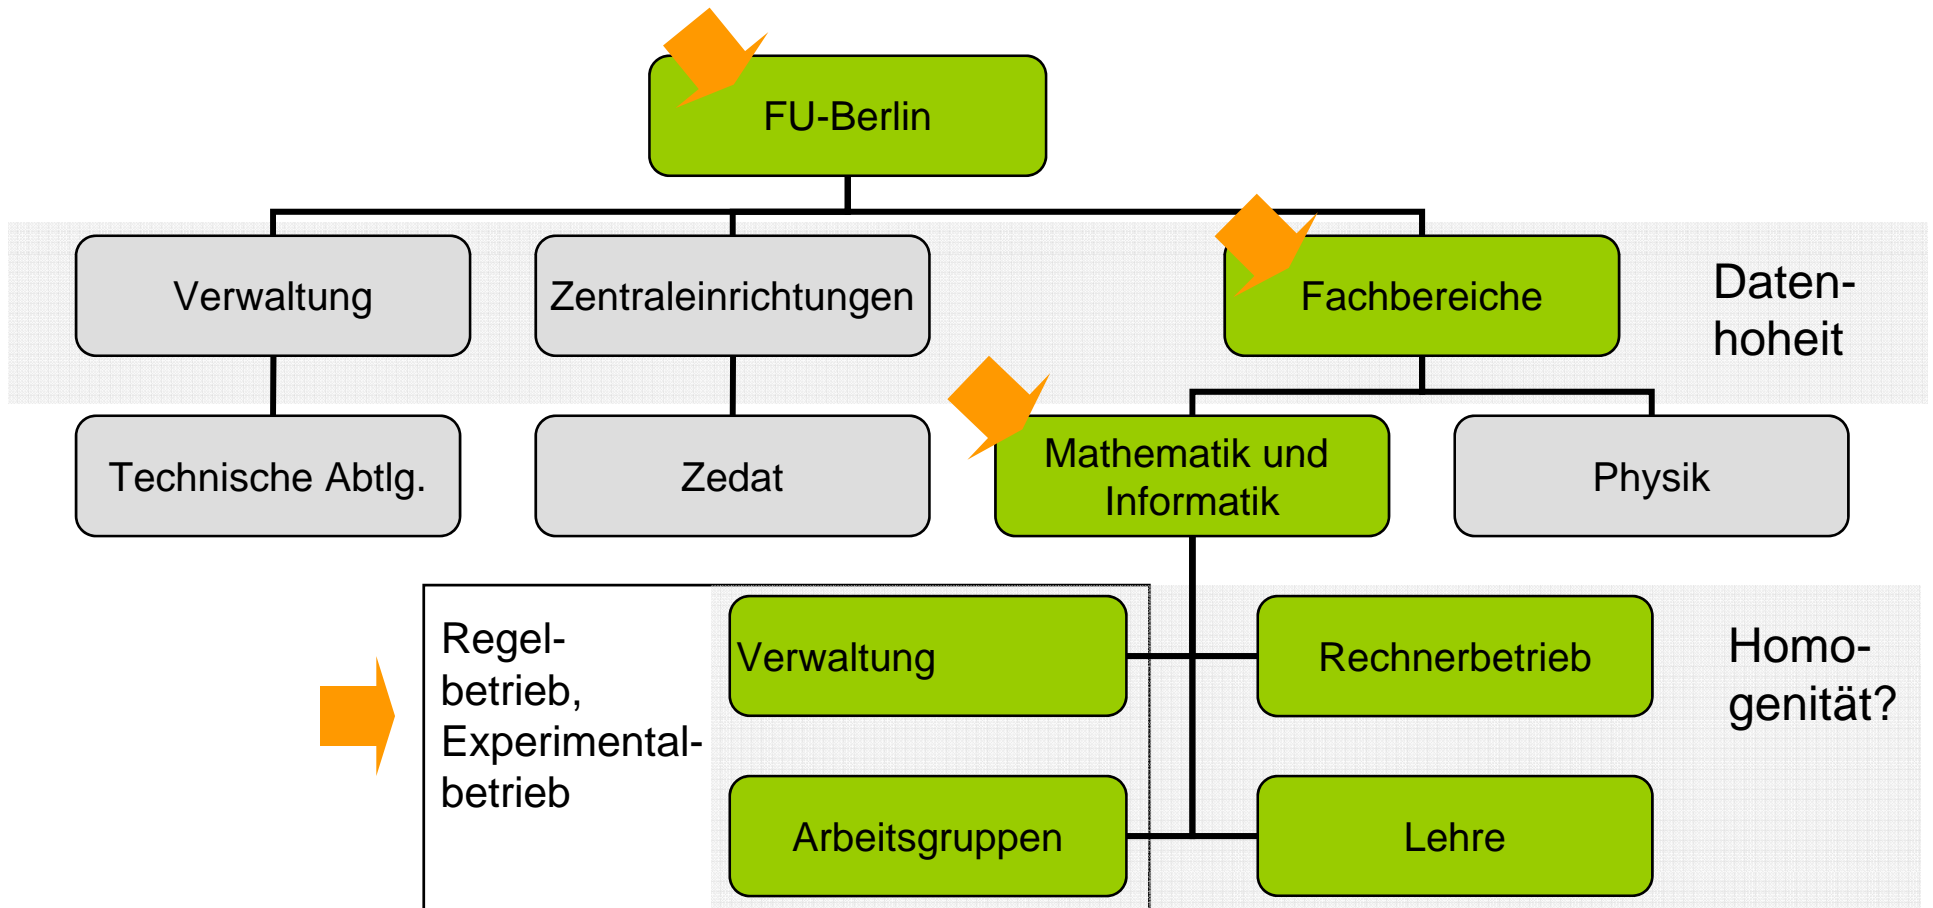 FU-Berlin
Verwaltung
Zentraleinrichtungen
Fachbereiche
Daten-
hoheit
Technische Abtlg.
Zedat
Mathematik und
Informatik
Physik
Regel-
betrieb,
Experimental-
betrieb
Verwaltung
Rechnerbetrieb
Homo-
genität?
Arbeitsgruppen
Lehre